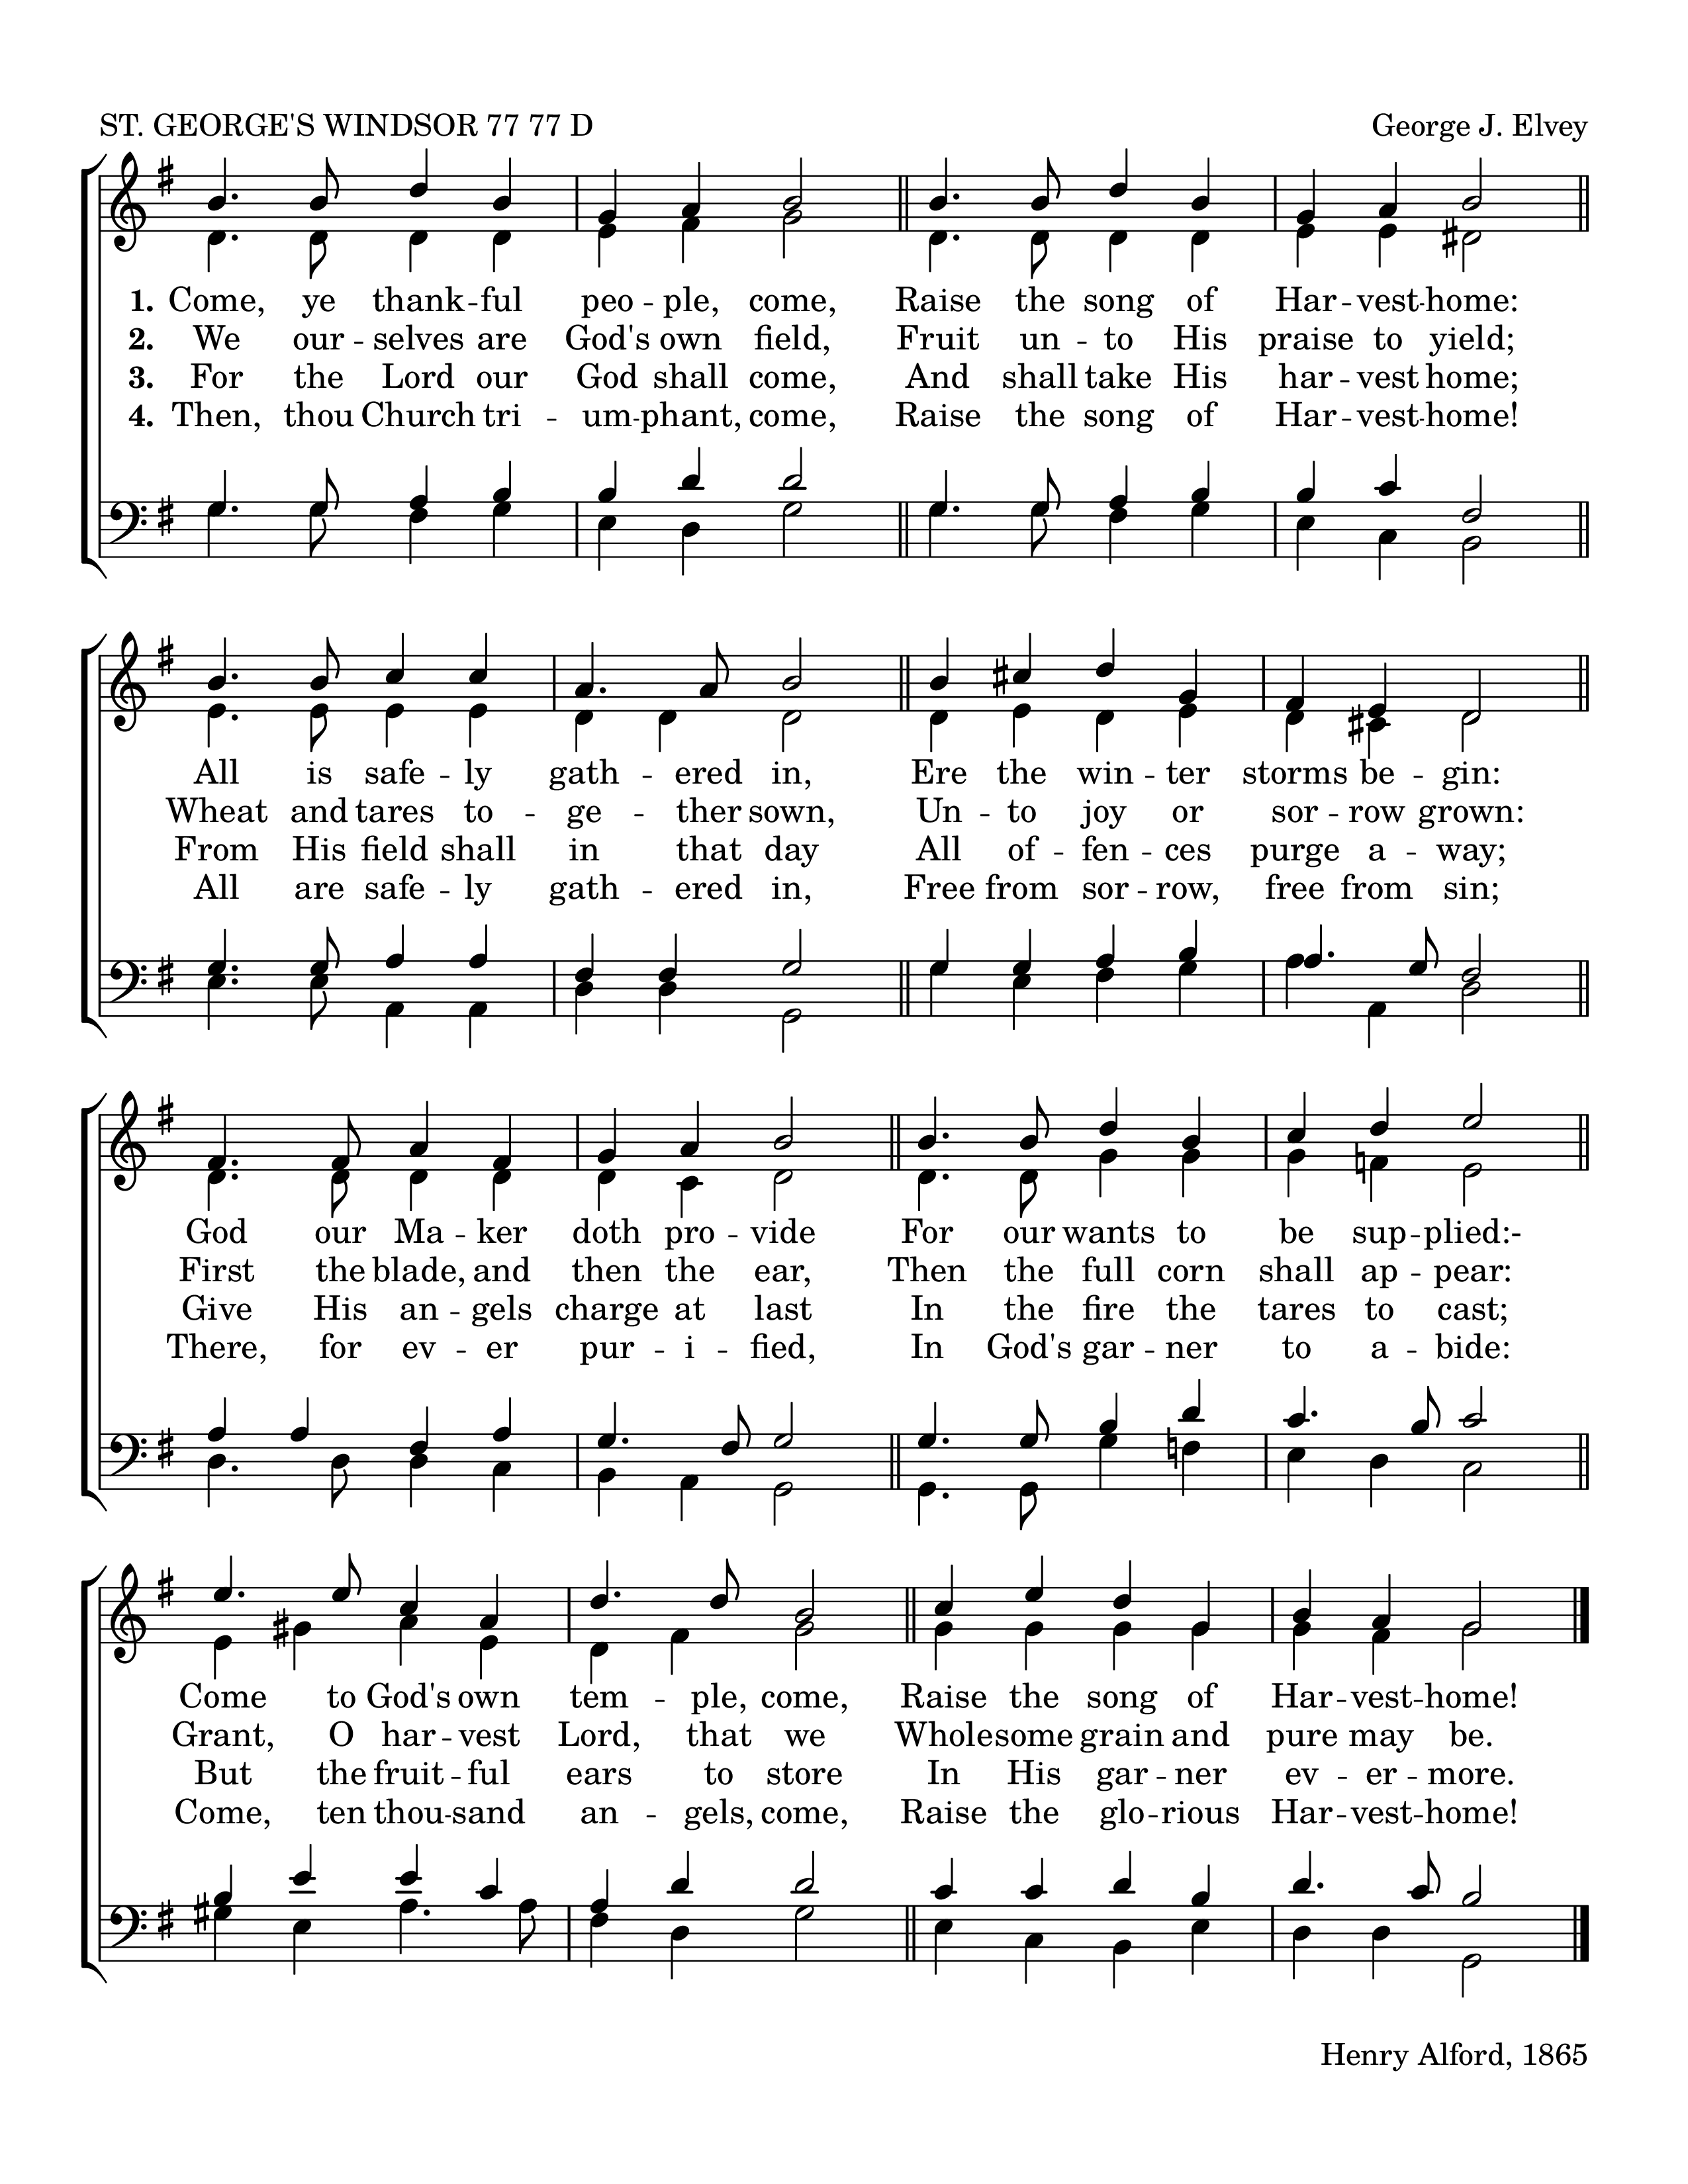 ST. GEORGE'S WINDSOR 77 77 D
George J. Elvey
1. Come, ye thank -- ful peo -- ple, come, Raise the song of Har -- vest -- home:
2. We our -- selves are God's own field, Fruit un -- to His praise to yield;
3. For the Lord our God shall come, And shall take His har -- vest home;
4. Then, thou Church tri -- um -- phant, come, Raise the song of Har -- vest -- home!
All is safe -- ly gath -- ered in, Ere the win -- ter storms be -- gin:
Wheat and tares to -- ge -- ther sown, Un -- to joy or sor -- row grown:
From His field shall in that day All of -- fen -- ces purge a -- way;
All are safe -- ly gath -- ered in, Free from sor -- row, free from sin;
God our Ma -- ker doth pro -- vide For our wants to be sup -- plied:-
First the blade, and then the ear, Then the full corn shall ap -- pear:
Give His an -- gels charge at last In the fire the tares to cast;
There, for ev -- er pur -- i -- fied, In God's gar -- ner to a -- bide:
Come to God's own tem -- ple, come, Raise the song of Har -- vest -- home!
Grant, O har -- vest Lord, that we Wholesome grain and pure may be.
But the fruit -- ful ears to store In His gar -- ner ev -- er -- more.
Come, ten thou -- sand an -- gels, come, Raise the glo -- rious Har -- vest -- home!
Henry Alford, 1865